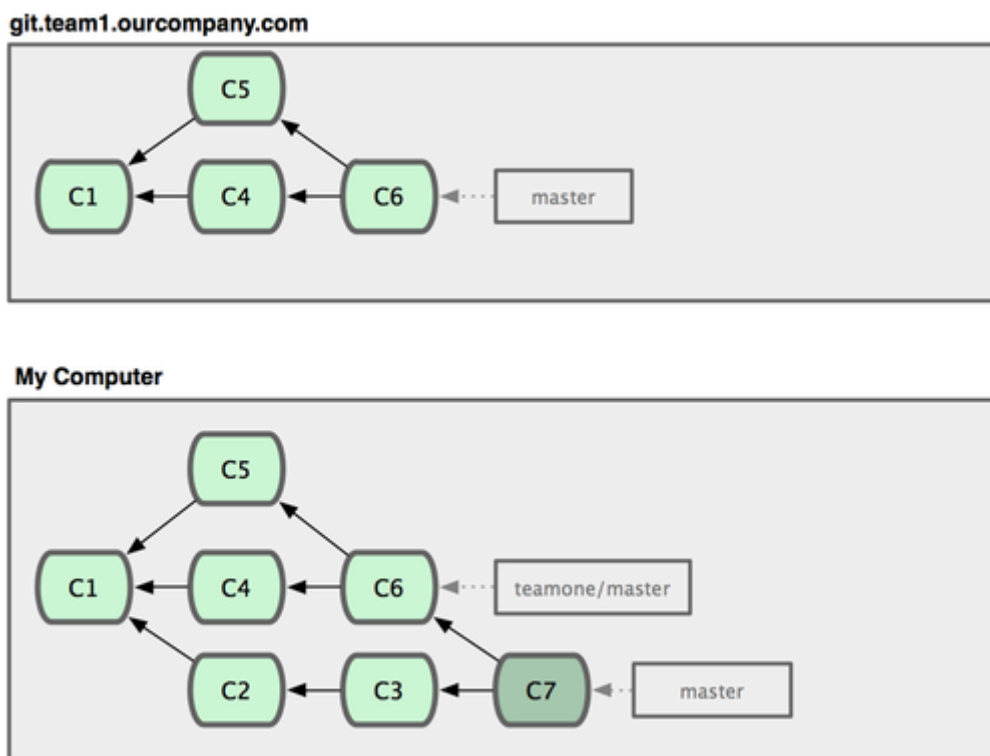 git.team1.ourcompany.com
C5
C1
C4
C6
master
My Computer
C5
C1
C4
C6
teamone/master
C2
C3
C7
master